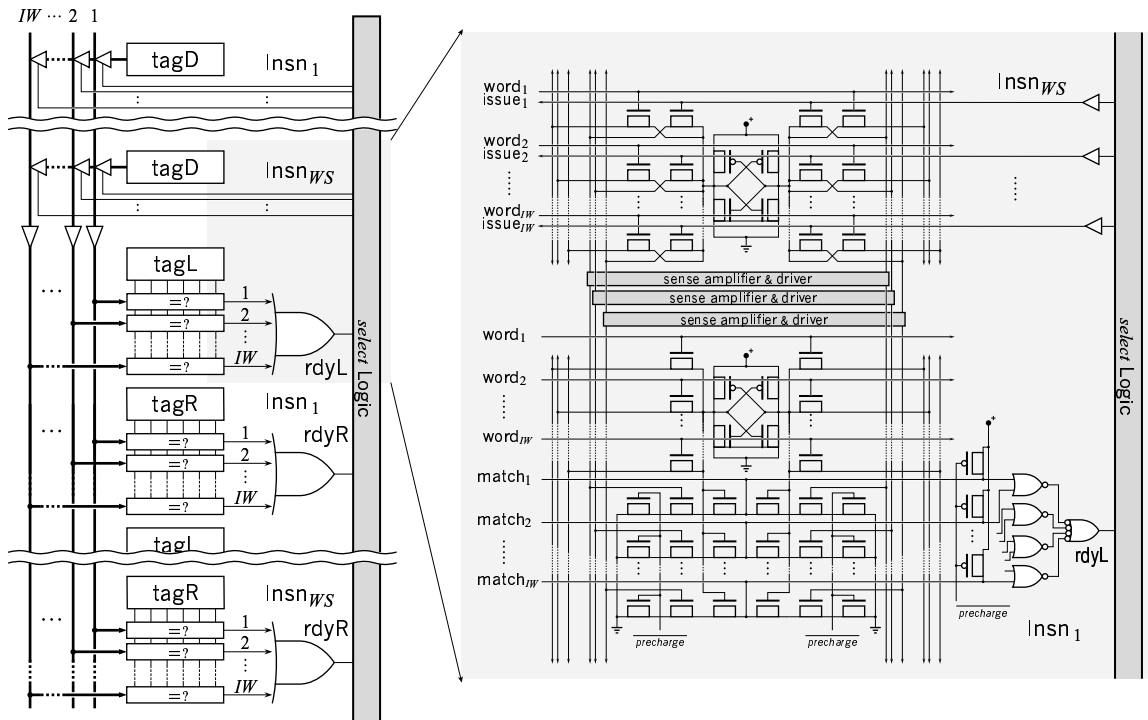 IW ··· 2 1
tagD
Insn1
:
:
tagD
InsnWS
:
:
tagL
···
=?
1
=?
2
:
=?
IW
rdyL
tagR
Insn1
···
=?
1
rdyR
=?
2
:
=?
IW
tagL
tagR
InsnWS
···
=?
1
rdyR
=?
2
:
=?
IW
select Logic
word1
issue1
InsnWS
word2
issue2
wordIW
issueIW
sense amplifier & driver
sense amplifier & driver
sense amplifier & driver
word1
word2
wordIW
match1
match2
matchIW
+
+
+
rdyL
precharge
precharge
precharge
Insn1
select Logic